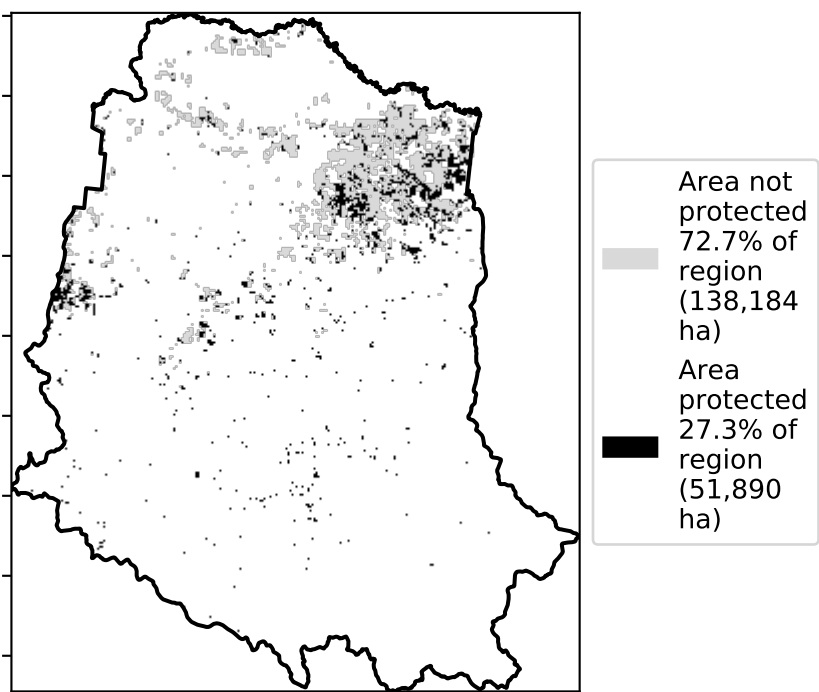 Area not
protected
72.7% of
region
(138,184
ha)
Area
protected
27.3% of
region
(51,890
ha)